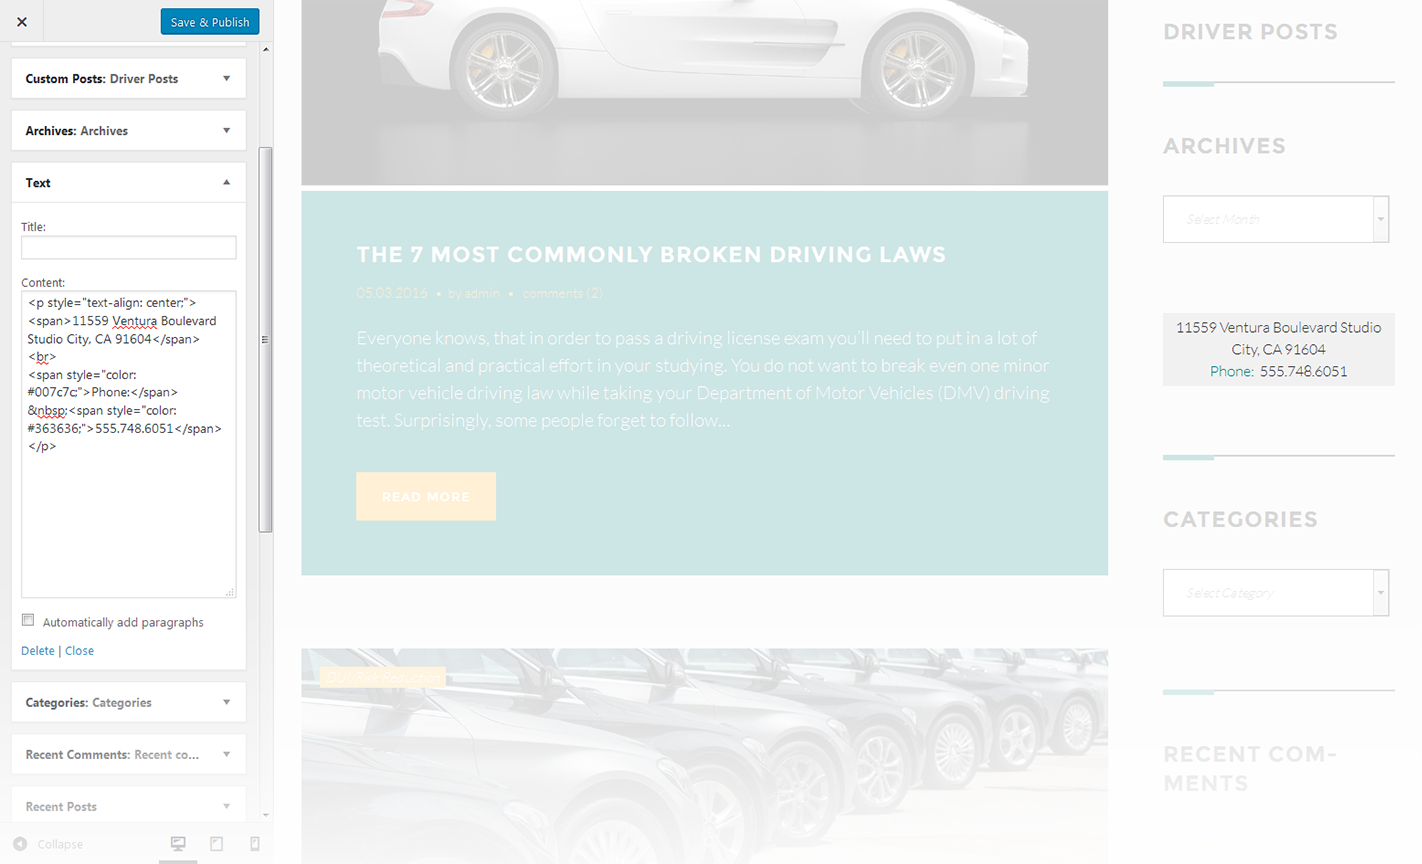 Save & Publish
Custom Posts: Driver Posts
Archives: Archives
Text
Title:
Content:
<p style="text-align: center;">
<span>11559 Ventura Boulevard
Studio City, CA 91604</span>
<br>
<span style="color:
#007c7c;">Phone:</span>
&nbsp;<span style="color:
#363636;">555.748.6051</span>
</p>
Automatically add paragraphs
Delete | Close
Categories: Categories
Recent Comments: Recent co...
Recent Posts
Collapse
THE 7 MOST COMMONLY BROKEN DRIVING LAWS
05.03.2016 • by admin • comments (2)
Everyone knows, that in order to pass a driving license exam you'll need to put in a lot of
theoretical and practical effort in your studying. You do not want to break even one minor
motor vehicle driving law while taking your Department of Motor Vehicles (DMV) driving
test. Surprisingly, some people forget to follow...
READ MORE
Risk Reduction
DRIVER POSTS
ARCHIVES
Select Month
11559 Ventura Boulevard Studio
City, CA 91604
Phone: 555.748.6051
CATEGORIES
Select Category
RECENT COM-
MENTS